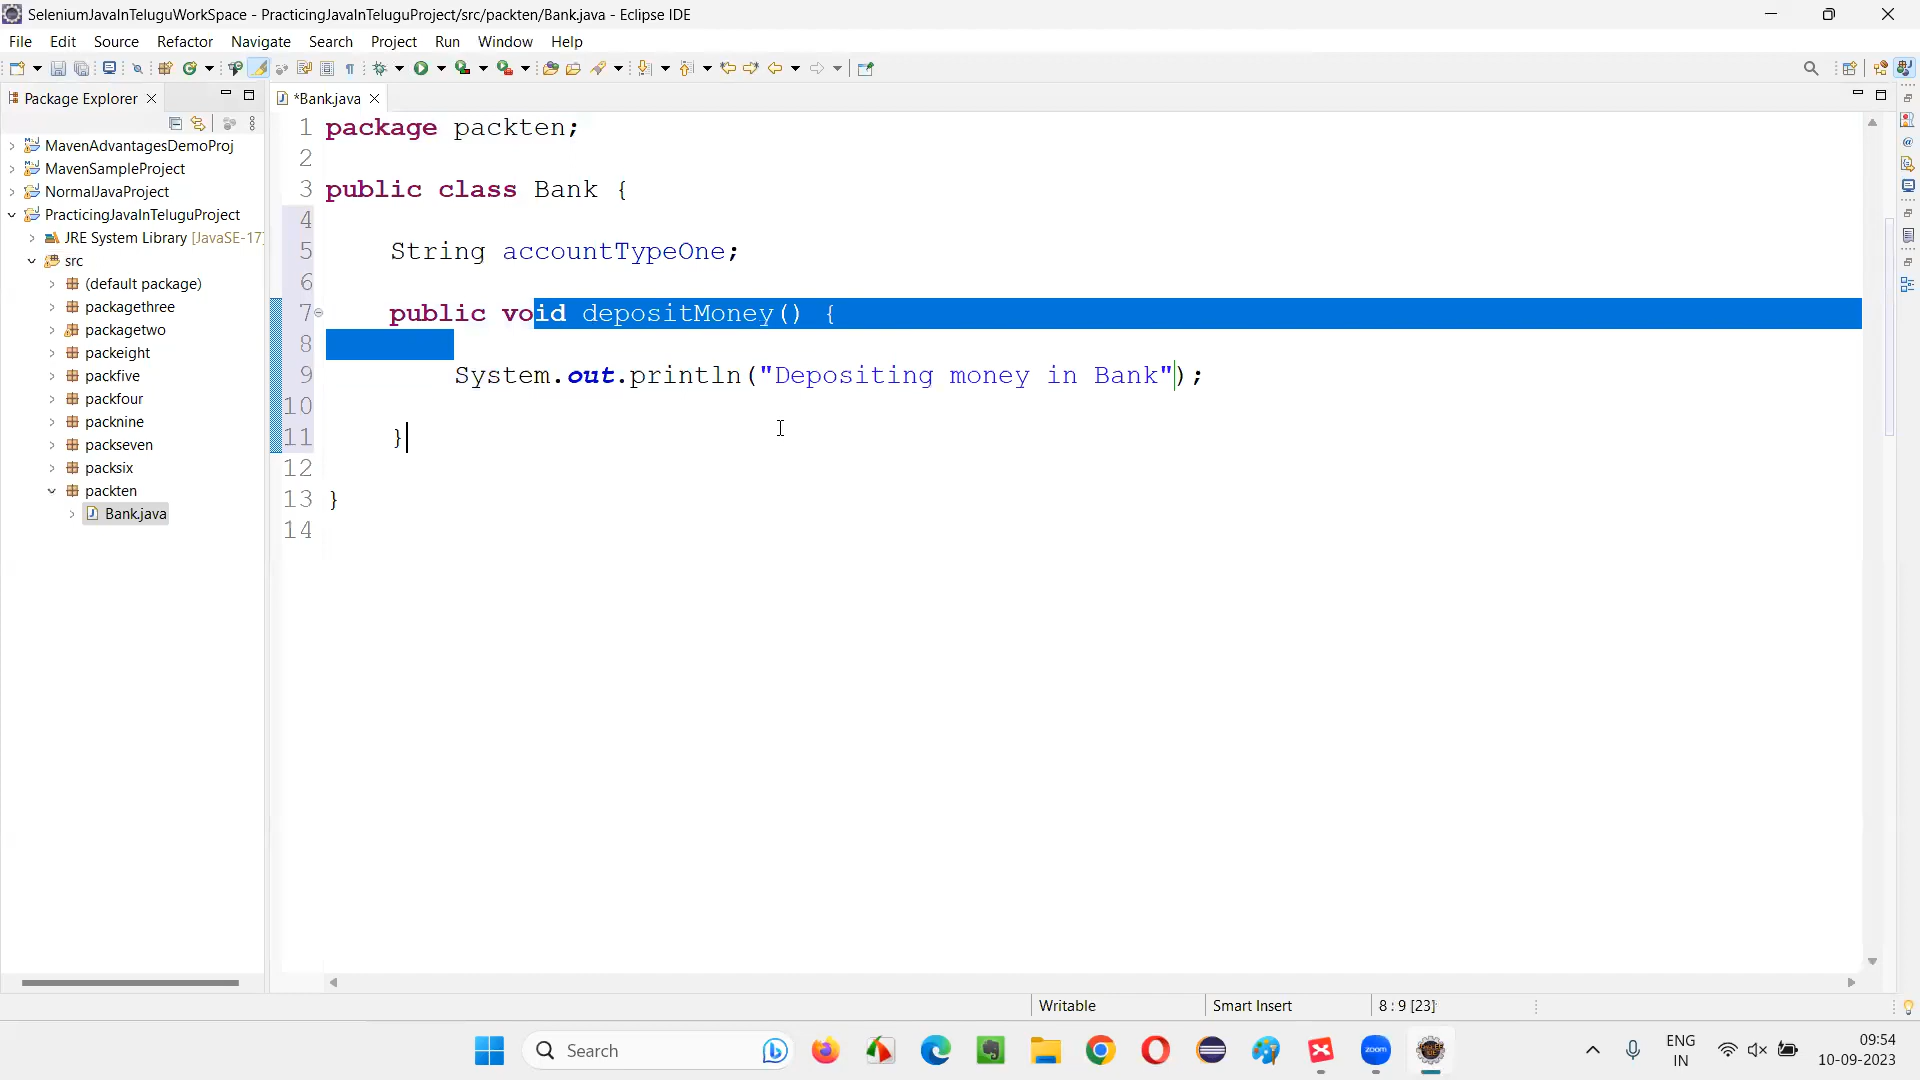 SeleniumJavaInTeluguWorkSpace - PracticingJavaInTeluguProject/src/packten/Bank.java - Eclipse IDE
File Edit Source Refactor Navigate Search Project Run Window Help
Package Explorer
*Bank.java
MavenAdvantagesDemoProj
MavenSampleProject
NormalJavaProject
PracticingJavaInTeluguProject
JRE System Library [JavaSE-17]
src
(default package)
packagethree
packagetwo
packeight
packfive
packfour
packnine
packseven
packsix
packten
Bank.java
1 package packten;
2
3 public class Bank {
4
5 String accountTypeOne;
6
7 public void depositMoney() {
8
9 System.out.println("Depositing money in Bank");
10
11 }
12
13 }
14
Writable Smart Insert 8 : 9 [23]
Search
zoom
ENG
IN
09:54
10-09-2023